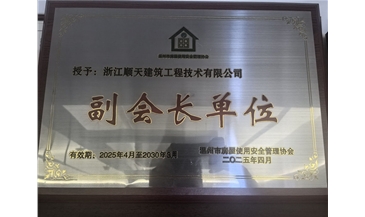 授予：浙江顺天建筑工程技术有限公司
副会长单位
有效期：2025年4月至2030年5月
市房屋使用安全管理协会
二〇二五年四月